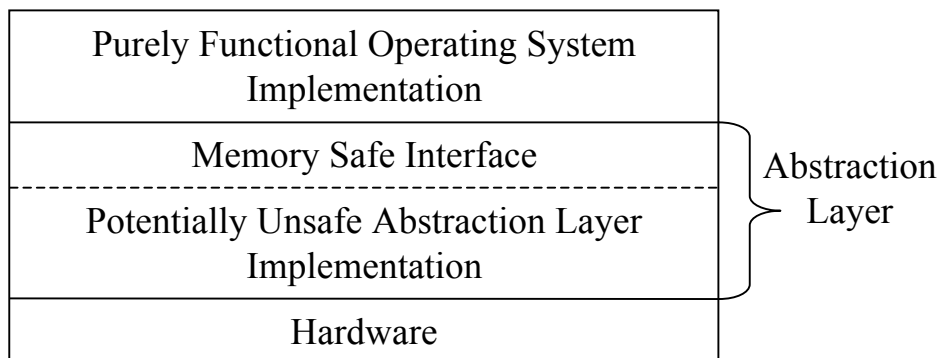 Purely Functional Operating System
Implementation
Memory Safe Interface
Potentially Unsafe Abstraction Layer
Implementation
Hardware
Abstraction
Layer